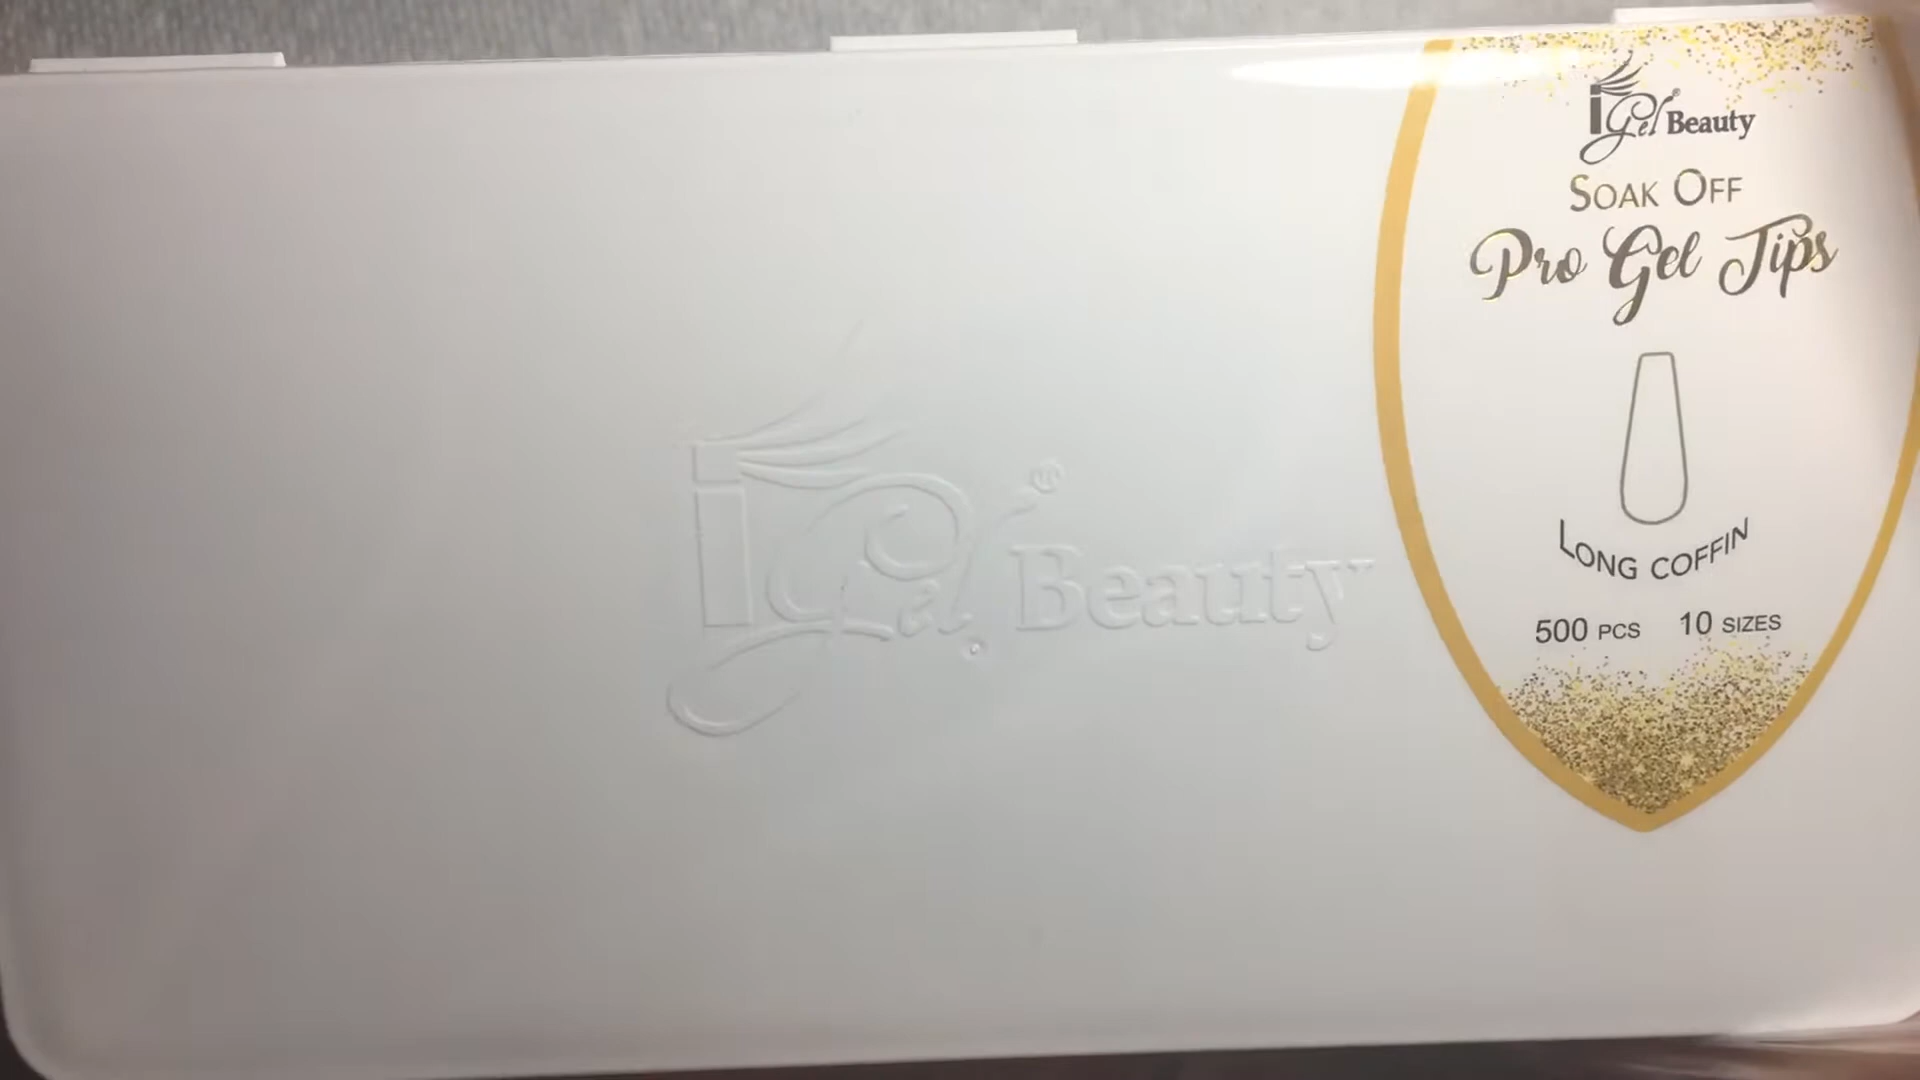 iGel® Beauty
iGel® Beauty
SOAK OFF
Pro Gel Tips
LONG COFFIN
500 PCS 10 SIZES